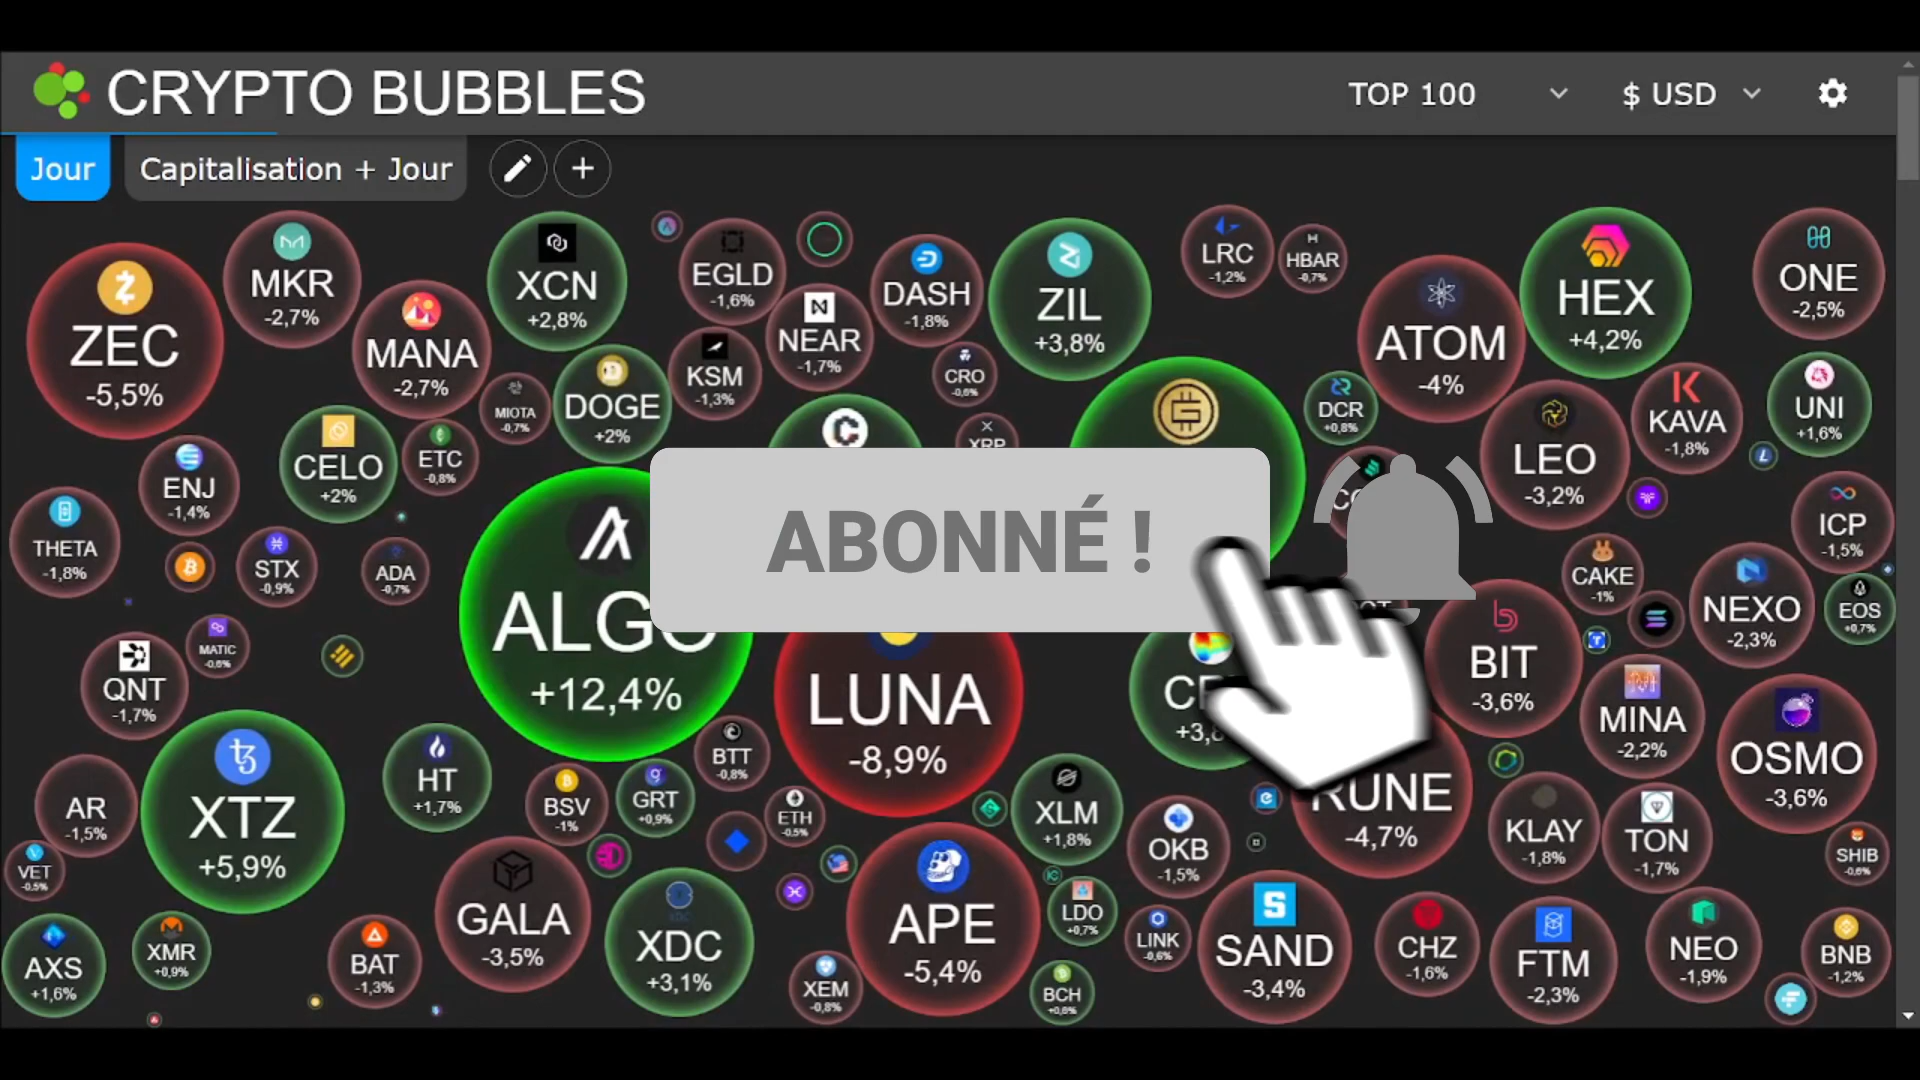 CRYPTO BUBBLES
TOP 100
$ USD
Jour
Capitalisation + Jour
ZEC
-5,5%
MKR
-2,7%
MANA
-2,7%
XCN
+2,8%
EGLD
-1,6%
NEAR
-1,7%
DASH
-1,8%
ZIL
+3,8%
LRC
-1,2%
HBAR
-0,7%
ATOM
-4%
HEX
+4,2%
ONE
-2,5%
MIOTA
-0,7%
DOGE
+2%
KSM
-1,3%
CRO
-0,6%
XRP
DCR
+0,8%
LEO
-3,2%
KAVA
-1,8%
UNI
+1,6%
ENJ
-1,4%
CELO
+2%
ETC
-0,8%
THETA
-1,8%
STX
-0,9%
ADA
-0,7%
ABONNÉ !
CAKE
-1%
ICP
-1,5%
NEXO
-2,3%
EOS
+0,7%
QNT
-1,7%
MATIC
-0,6%
ALGO
+12,4%
LUNA
-8,9%
BIT
-3,6%
MINA
-2,2%
OSMO
-3,6%
AR
-1,5%
XTZ
+5,9%
HT
+1,7%
BTT
-0,8%
BSV
-1%
GRT
+0,9%
ETH
-0,5%
XLM
+1,8%
OKB
-1,5%
RUNE
-4,7%
KLAY
-1,8%
TON
-1,7%
SHIB
-0,6%
VET
-0.5%
AXS
+1,6%
XMR
+0,9%
BAT
-1,3%
GALA
-3,5%
XDC
+3,1%
XEM
-0,8%
APE
-5,4%
LDO
+0,7%
BCH
LINK
-0,6%
SAND
-3,4%
CHZ
-1,6%
FTM
-2,3%
NEO
-1,9%
BNB
-1,2%